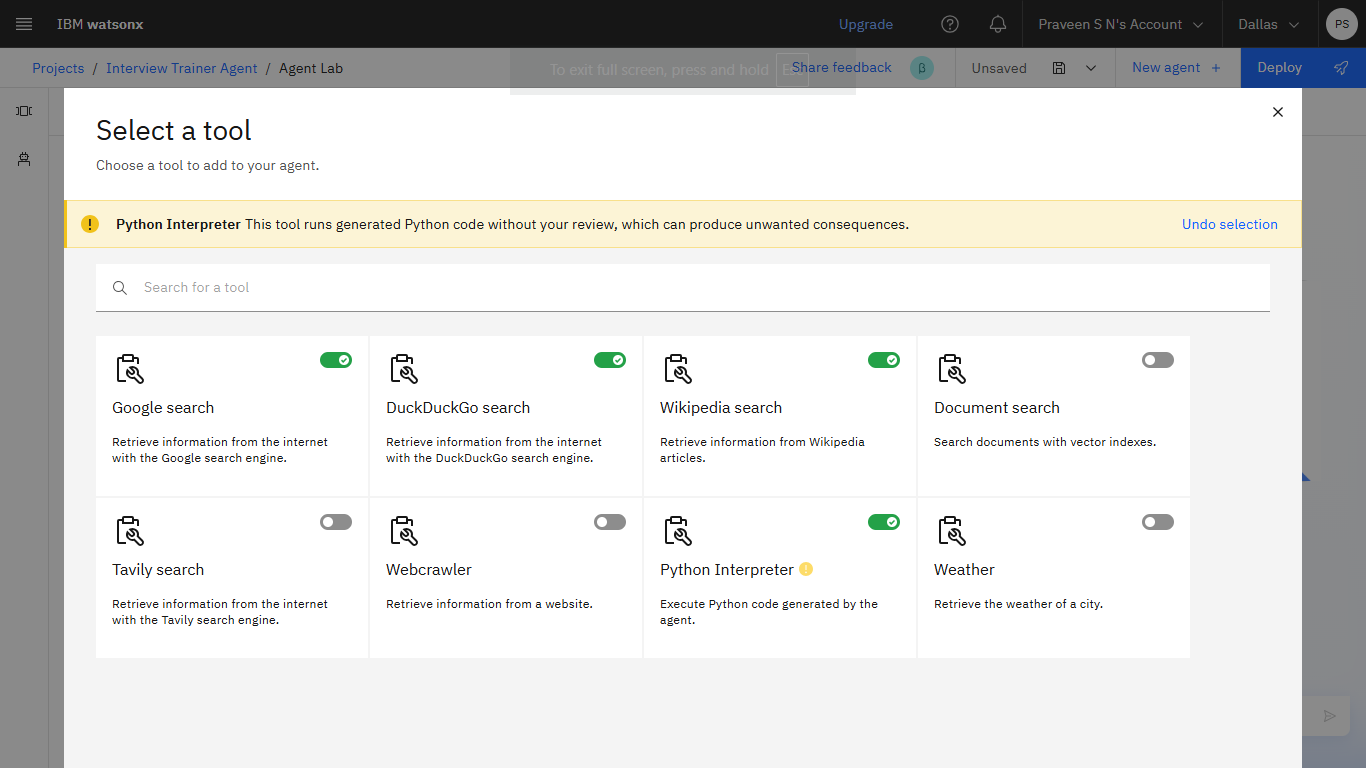 IBM watsonx
Upgrade
Praveen S N's Account
Dallas
PS
Projects / Interview Trainer Agent / Agent Lab
To exit full screen, press and hold
Share feedback
β
Unsaved
New agent +
Deploy
Select a tool
Choose a tool to add to your agent.
Python Interpreter This tool runs generated Python code without your review, which can produce unwanted consequences.
Undo selection
Search for a tool
Google search
Retrieve information from the internet
with the Google search engine.
DuckDuckGo search
Retrieve information from the internet
with the DuckDuckGo search engine.
Wikipedia search
Retrieve information from Wikipedia
articles.
Document search
Search documents with vector indexes.
Tavily search
Retrieve information from the internet
with the Tavily search engine.
Webcrawler
Retrieve information from a website.
Python Interpreter
Execute Python code generated by the
agent.
Weather
Retrieve the weather of a city.